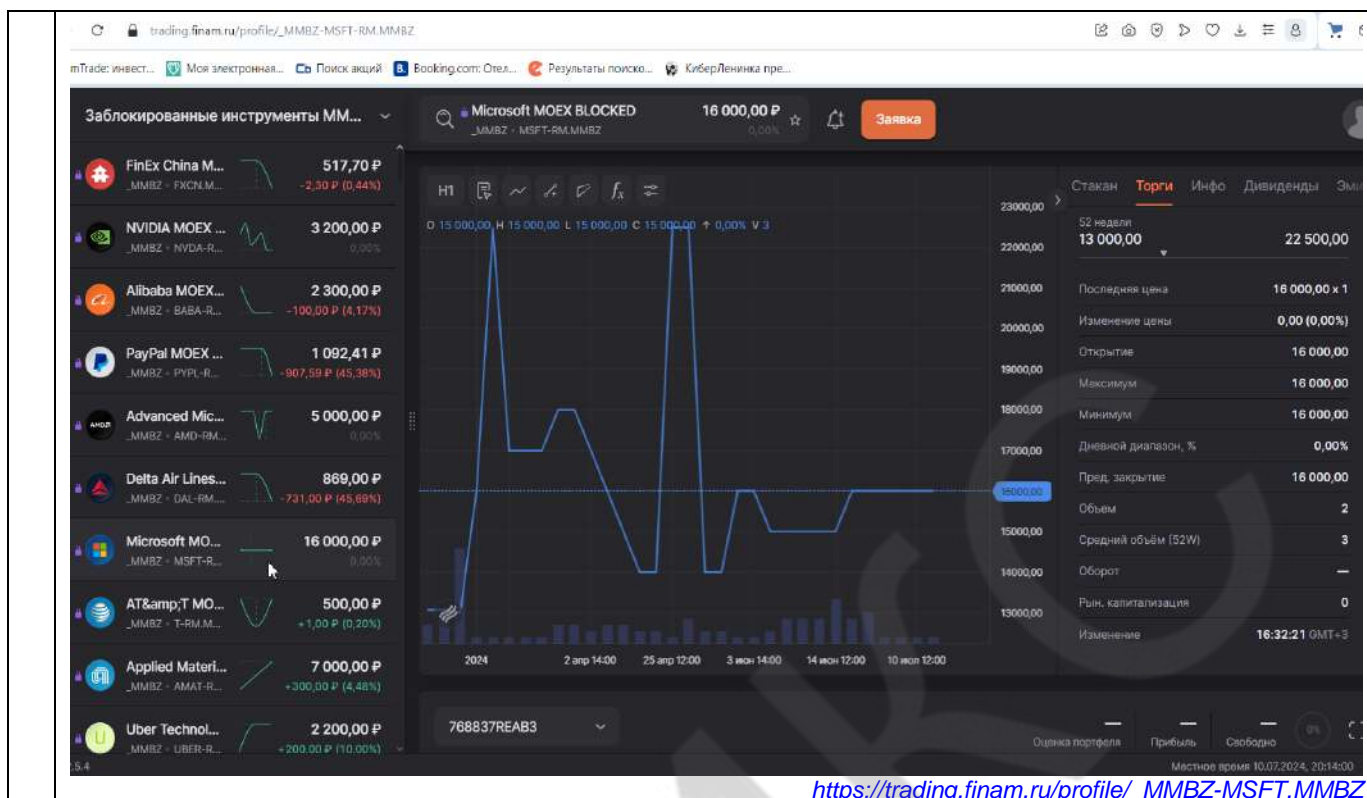 trading.finam.ru/profile/_MMBZ-MSFT-RM.MMBZ
mTrade: инвест... Моя электронная... Поиск акций Booking.com: Отел... Результаты поиско... КиберЛенинка пре...
Заблокированные инструменты ММ...
Microsoft MOEX BLOCKED 16 000,00 ₽
_MMBZ · MSFT-RM.MMBZ 0,00%
Заявка
FinEx China M... 517,70 ₽
_MMBZ · FXCN.M... -2,30 ₽ (0,44%)
NVIDIA MOEX ... 3 200,00 ₽
_MMBZ · NVDA-R... 0,00%
Alibaba MOEX... 2 300,00 ₽
_MMBZ · BABA-R... -100,00 ₽ (4,17%)
PayPal MOEX ... 1 092,41 ₽
_MMBZ · PYPL-R... -907,59 ₽ (45,38%)
Advanced Mic... 5 000,00 ₽
_MMBZ · AMD-RM... 0,00%
Delta Air Lines... 869,00 ₽
_MMBZ · DAL-RM.... -731,00 ₽ (45,69%)
Microsoft MO... 16 000,00 ₽
_MMBZ · MSFT-R... 0,00%
AT&amp;T MO... 500,00 ₽
_MMBZ · T-RM.M... +1,00 ₽ (0,20%)
Applied Materi... 7 000,00 ₽
_MMBZ · AMAT-R... +300,00 ₽ (4,48%)
Uber Technol... 2 200,00 ₽
_MMBZ · UBER-R... +200,00 ₽ (10,00%)
H1
O 15 000,00 H 15 000,00 L 15 000,00 C 15 000,00 0,00% V 3
23000,00
22000,00
21000,00
20000,00
19000,00
18000,00
17000,00
16000,00
15000,00
14000,00
13000,00
2024 2 апр 14:00 25 апр 12:00 3 июн 14:00 14 июн 12:00 10 июл 12:00
Стакан Торги Инфо Дивиденды
52 недели
13 000,00 22 500,00
Последняя цена 16 000,00 x 1
Изменение цены 0,00 (0,00%)
Открытие 16 000,00
Максимум 16 000,00
Минимум 16 000,00
Дневной диапазон, % 0,00%
Пред. закрытие 16 000,00
Объем 2
Средний объём (52W) 3
Оборот —
Рын. капитализация 0
Изменение 16:32:21 GMT+3
768837REAB3
— — — 0%
Оценка портфеля Прибыль Свободно
.5.4 Местное время 10.07.2024, 20:14:00
https://trading.finam.ru/profile/_MMBZ-MSFT.MMBZ